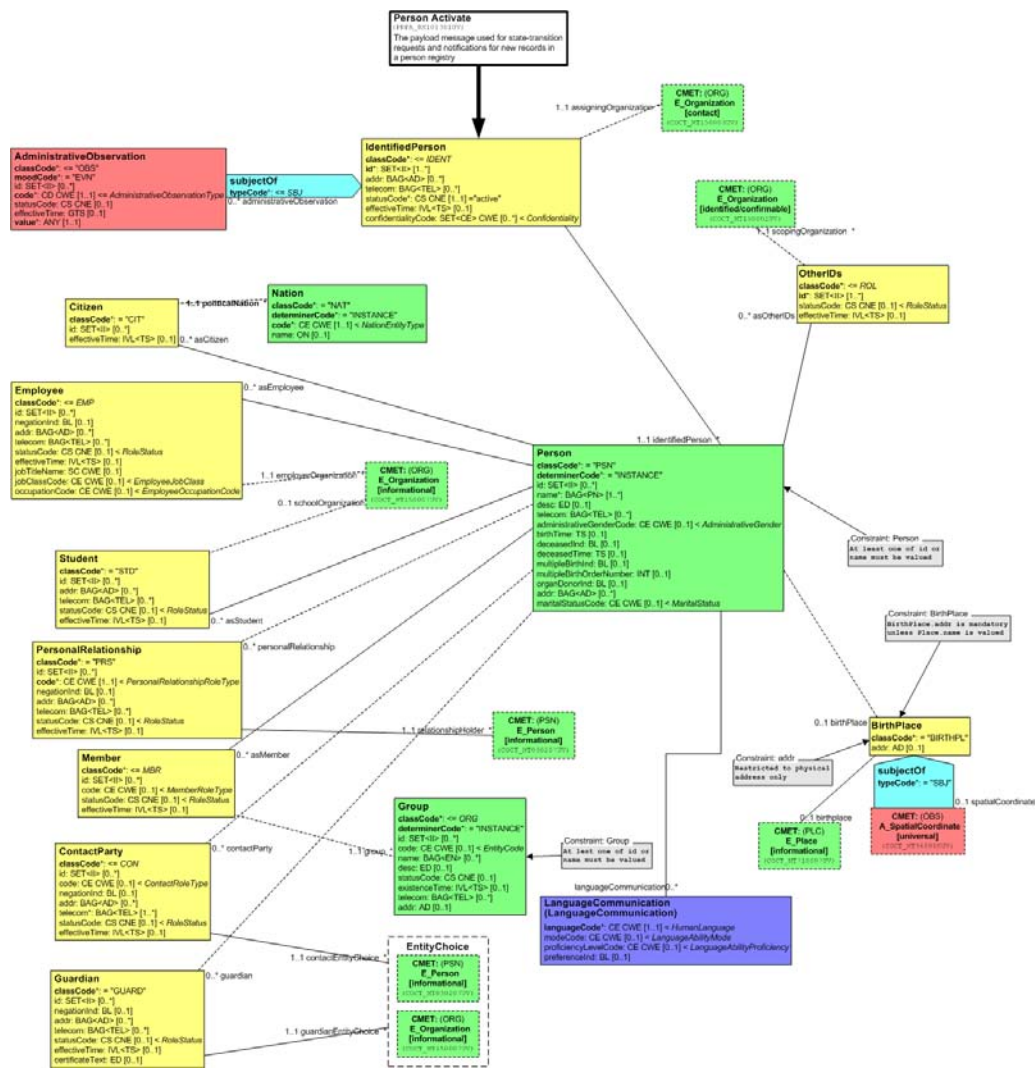 Person Activate
The payload message used for state-transition
requests and notifications for new records in
a person registry
1..1 assigningOrganization
CMET: (ORG)
E_Organization
[contact]
AdministrativeObservation
classCode*: <= "OBS"
moodCode*: = "EVN"
id: SET<II> [0..*]
code*: CD CWE [1..1] <= AdministrativeObservationType
statusCode: CS CNE [0..1]
effectiveTime: GTS [0..1]
value*: ANY [1..1]
subjectOf
typeCode*: <= SBJ
0..* administrativeObservation
IdentifiedPerson
classCode*: <= IDENT
id*: SET<II> [1..*]
addr: BAG<AD> [0..*]
telecom: BAG<TEL> [0..*]
statusCode*: CS CNE [1..1] ="active"
effectiveTime: IVL<TS> [0..1]
confidentialityCode: SET<CE> CWE [0..*] < Confidentiality
CMET: (ORG)
E_Organization
[identified/confirmable]
1..1 scopingOrganization *
OtherIDs
classCode*: <= ROL
id*: SET<II> [1..*]
statusCode: CS CNE [0..1] < RoleStatus
effectiveTime: IVL<TS> [0..1]
0..* asOtherIDs
Citizen
classCode*: = "CIT"
id: SET<II> [0..*]
effectiveTime: IVL<TS> [0..1]
1..1 politicalNation *
0..* asCitizen
Nation
classCode*: = "NAT"
determinerCode*: = "INSTANCE"
code*: CE CWE [1..1] < NationEntityType
name: ON [0..1]
Employee
classCode*: <= EMP
id: SET<II> [0..*]
negationInd: BL [0..1]
addr: BAG<AD> [0..*]
telecom: BAG<TEL> [0..*]
statusCode: CS CNE [0..1] < RoleStatus
effectiveTime: IVL<TS> [0..1]
jobTitleName: SC CWE [0..1]
jobClassCode: CE CWE [0..1] < EmployeeJobClass
occupationCode: CE CWE [0..1] < EmployeeOccupationCode
0..* asEmployee
1..1 employerOrganization *
0..1 schoolOrganization
CMET: (ORG)
E_Organization
[informational]
1..1 identifiedPerson *
Person
classCode*: = "PSN"
determinerCode*: = "INSTANCE"
id: SET<II> [0..*]
name*: BAG<PN> [1..*]
desc: ED [0..1]
telecom: BAG<TEL> [0..*]
administrativeGenderCode: CE CWE [0..1] < AdministrativeGender
birthTime: TS [0..1]
deceasedInd: BL [0..1]
deceasedTime: TS [0..1]
multipleBirthInd: BL [0..1]
multipleBirthOrderNumber: INT [0..1]
organDonorInd: BL [0..1]
addr: BAG<AD> [0..*]
maritalStatusCode: CE CWE [0..1] < MaritalStatus
Constraint: Person
At least one of id or
name must be valued
Student
classCode*: = "STD"
id: SET<II> [0..*]
addr: BAG<AD> [0..*]
telecom: BAG<TEL> [0..*]
statusCode: CS CNE [0..1] < RoleStatus
effectiveTime: IVL<TS> [0..1]
0..* asStudent
Constraint: BirthPlace
BirthPlace.addr is mandatory
unless Place.name is valued
PersonalRelationship
classCode*: = "PRS"
id: SET<II> [0..*]
code*: CE CWE [1..1] < PersonalRelationshipRoleType
negationInd: BL [0..1]
addr: BAG<AD> [0..*]
telecom: BAG<TEL> [0..*]
statusCode: CS CNE [0..1] < RoleStatus
effectiveTime: IVL<TS> [0..1]
0..* personalRelationship
1..1 relationshipHolder *
CMET: (PSN)
E_Person
[informational]
0..1 birthPlace
BirthPlace
classCode*: = "BIRTHPL"
addr: AD [0..1]
Constraint: addr
Restricted to physical
address only
subjectOf
typeCode*: = "SBJ"
0..1 spatialCoordinate
0..1 birthplace
CMET: (PLC)
E_Place
[informational]
CMET: (OBS)
A_SpatialCoordinate
[universal]
Member
classCode*: <= MBR
id: SET<II> [0..*]
code: CE CWE [0..1] < MemberRoleType
statusCode: CS CNE [0..1] < RoleStatus
effectiveTime: IVL<TS> [0..1]
0..* asMember
1..1 group *
Group
classCode*: <= ORG
determinerCode*: = "INSTANCE"
id: SET<II> [0..*]
code: CE CWE [0..1] < EntityCode
name: BAG<EN> [0..*]
desc: ED [0..1]
statusCode: CS CNE [0..1]
existenceTime: IVL<TS> [0..1]
telecom: BAG<TEL> [0..*]
addr: AD [0..1]
Constraint: Group
At lest one of id or
name must be valued
ContactParty
classCode*: <= CON
id: SET<II> [0..*]
code: CE CWE [0..1] < ContactRoleType
negationInd: BL [0..1]
addr: BAG<AD> [0..*]
telecom*: BAG<TEL> [1..*]
statusCode: CS CNE [0..1] < RoleStatus
effectiveTime: IVL<TS> [0..1]
0..* contactParty
languageCommunication 0..*
LanguageCommunication
(LanguageCommunication)
languageCode*: CE CWE [1..1] < HumanLanguage
modeCode: CE CWE [0..1] < LanguageAbilityMode
proficiencyLevelCode: CE CWE [0..1] < LanguageAbilityProficiency
preferenceInd: BL [0..1]
1..1 contactEntityChoice *
EntityChoice
CMET: (PSN)
E_Person
[informational]
CMET: (ORG)
E_Organization
[informational]
Guardian
classCode*: = "GUARD"
id: SET<II> [0..*]
negationInd: BL [0..1]
addr: BAG<AD> [0..*]
telecom: BAG<TEL> [0..*]
statusCode: CS CNE [0..1] < RoleStatus
effectiveTime: IVL<TS> [0..1]
certificateText: ED [0..1]
0..* guardian
1..1 guardianEntityChoice *